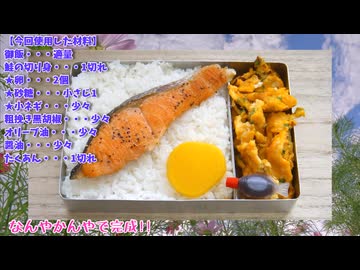 【今回使用した材料】
御飯・・・適量
鮭の切り身・・・1切れ
★卵・・・2個
★砂糖・・・小さじ1
★小ネギ・・・少々
粗挽き黒胡椒・・・少々
オリーブ油・・・少々
醤油・・・少々
たくあん・・・1切れ
なんやかんやで完成!!